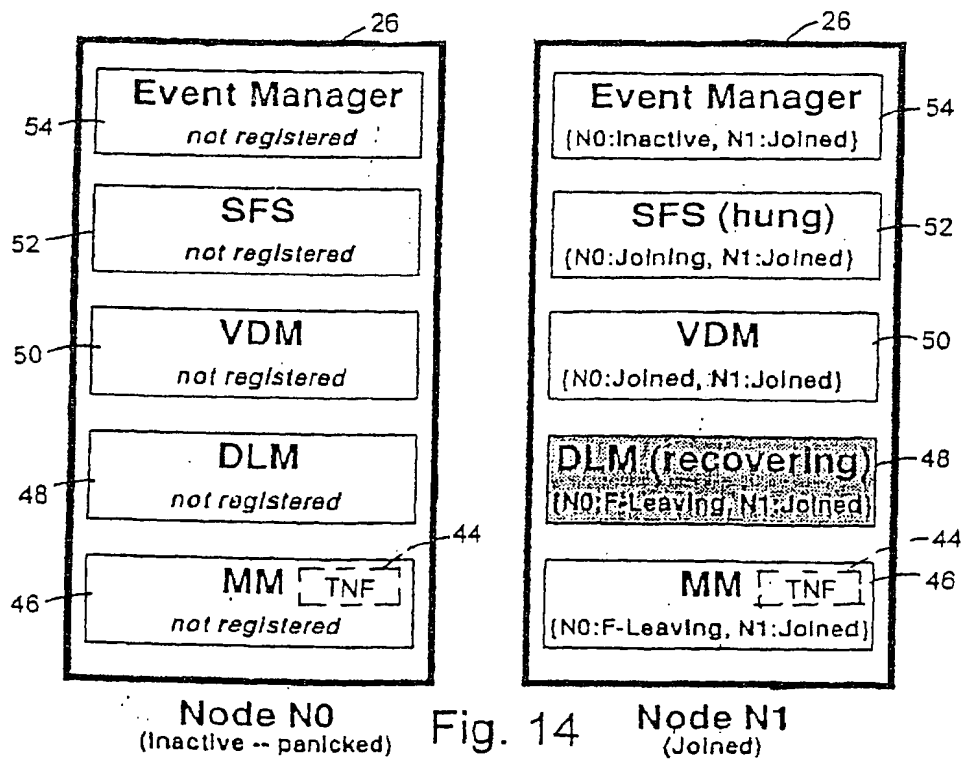 26
Event Manager
not registered
54
SFS
not registered
52
VDM
not registered
50
DLM
not registered
48
44
MM
TNF
not registered
46
Node N0
(Inactive -- panicked)
26
Event Manager
{N0:Inactive, N1:Joined}
54
SFS (hung)
{N0:Joining, N1:Joined}
52
VDM
{N0:Joined, N1:Joined}
50
DLM (recovering)
{N0:F-Leaving, N1:Joined}
48
44
MM
TNF
{N0:F-Leaving, N1:Joined}
46
Node N1
(Joined)
Fig. 14